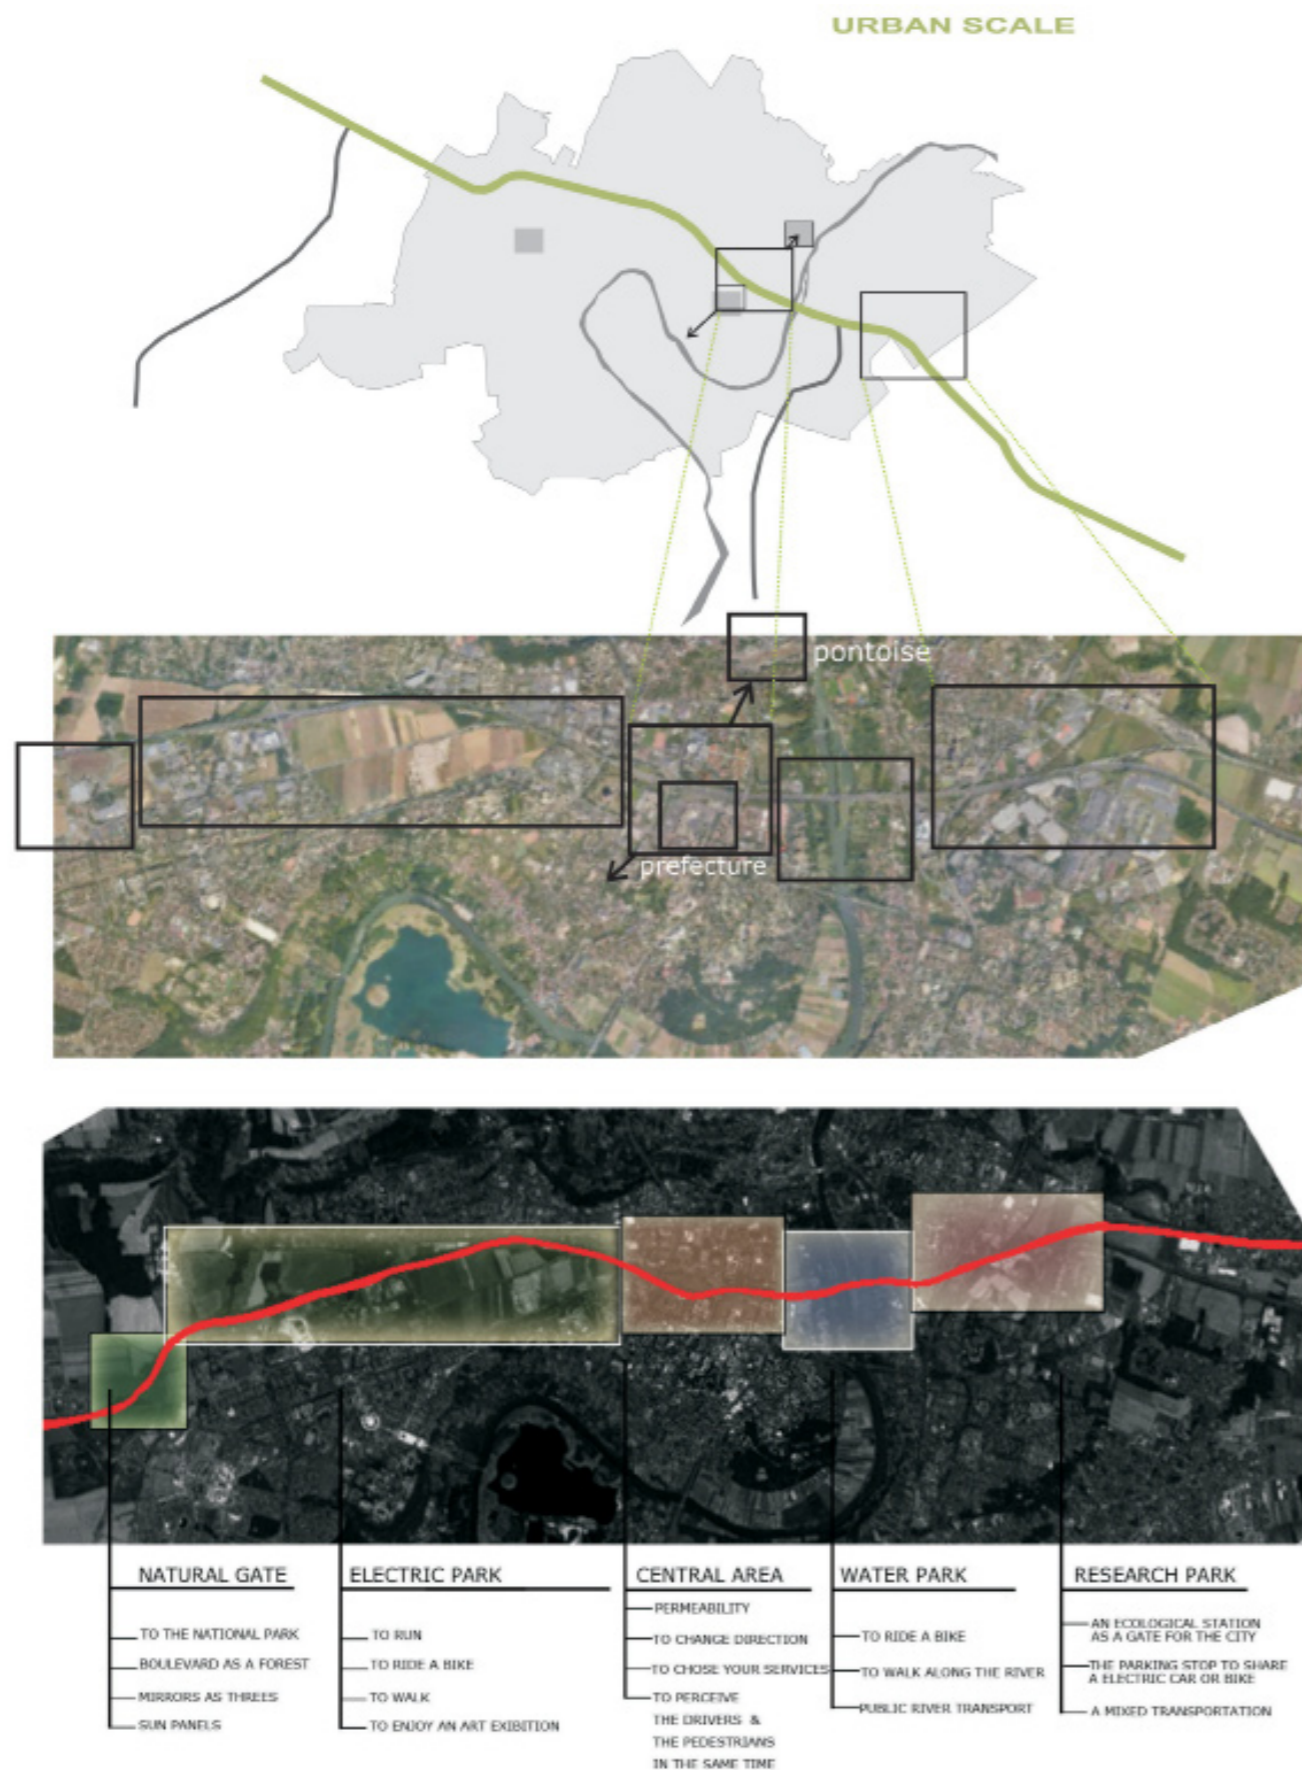 URBAN SCALE
pontoise
prefecture
NATURAL GATE
TO THE NATIONAL PARK
BOULEVARD AS A FOREST
MIRRORS AS THREES
SUN PANELS
ELECTRIC PARK
TO RUN
TO RIDE A BIKE
TO WALK
TO ENJOY AN ART EXIBITION
CENTRAL AREA
PERMEABILITY
TO CHANGE DIRECTION
TO CHOSE YOUR SERVICES
TO PERCEIVE
THE DRIVERS &
THE PEDESTRIANS
IN THE SAME TIME
WATER PARK
TO RIDE A BIKE
TO WALK ALONG THE RIVER
PUBLIC RIVER TRANSPORT
RESEARCH PARK
AN ECOLOGICAL STATION
AS A GATE FOR THE CITY
THE PARKING STOP TO SHARE
A ELECTRIC CAR OR BIKE
A MIXED TRANSPORTATION